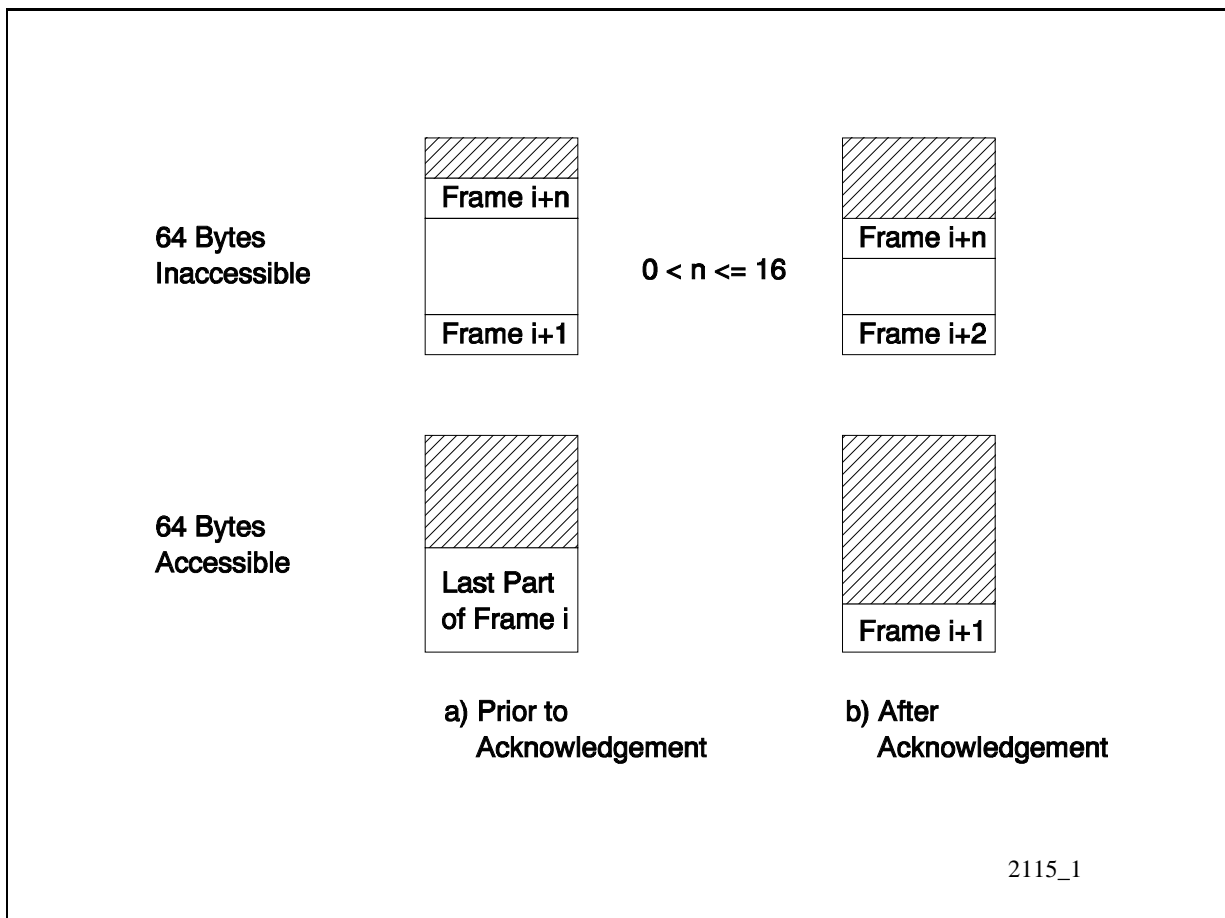 64 Bytes
Inaccessible
Frame i+n
Frame i+1
0 < n <= 16
Frame i+n
Frame i+2
64 Bytes
Accessible
Last Part
of Frame i
Frame i+1
a) Prior to
Acknowledgement
b) After
Acknowledgement
2115_1